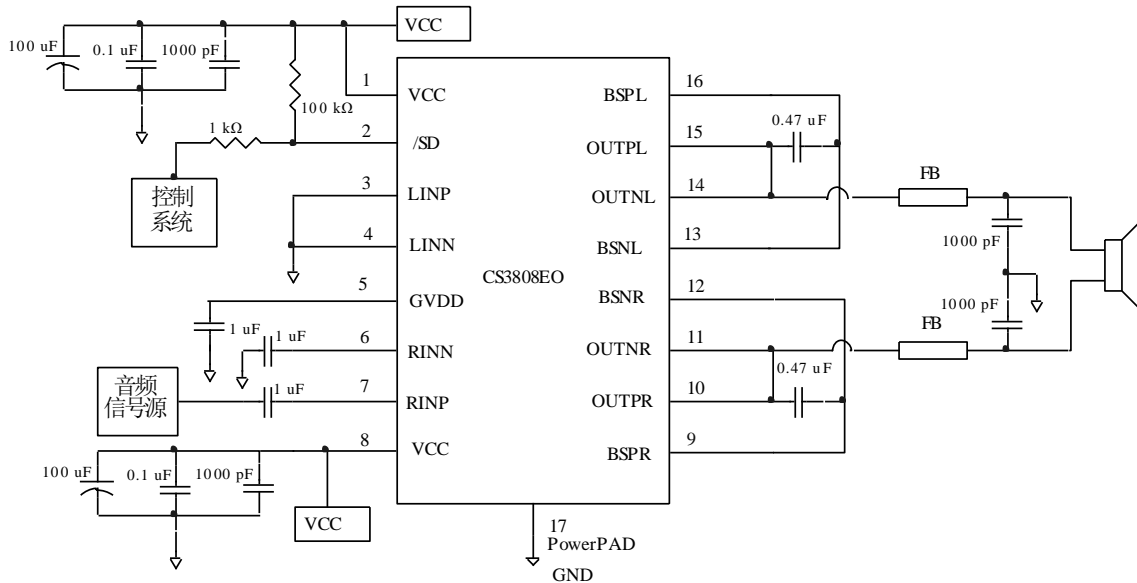 VCC
100 uF
0.1 uF
1000 pF
100 kΩ
1 kΩ
控制
系统
音频
信号源
1 uF
1 uF
1 uF
100 uF
0.1 uF
1000 pF
VCC
1
VCC
2
/SD
3
LINP
4
LINN
5
GVDD
6
RINN
7
RINP
8
VCC
CS3808EO
BSPL
16
OUTPL
15
OUTNL
14
BSNL
13
BSNR
12
OUTNR
11
OUTPR
10
BSPR
9
17
PowerPAD
GND
0.47 uF
FB
1000 pF
1000 pF
FB
0.47 uF